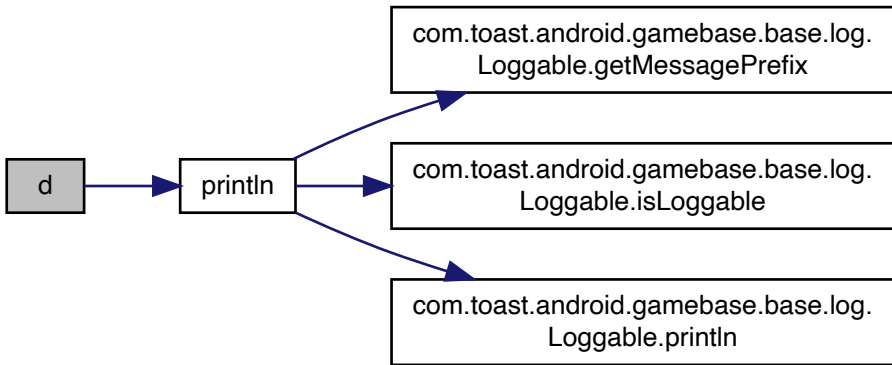 d
println
com.toast.android.gamebase.base.log.
Loggable.getMessagePrefix
com.toast.android.gamebase.base.log.
Loggable.isLoggable
com.toast.android.gamebase.base.log.
Loggable.println